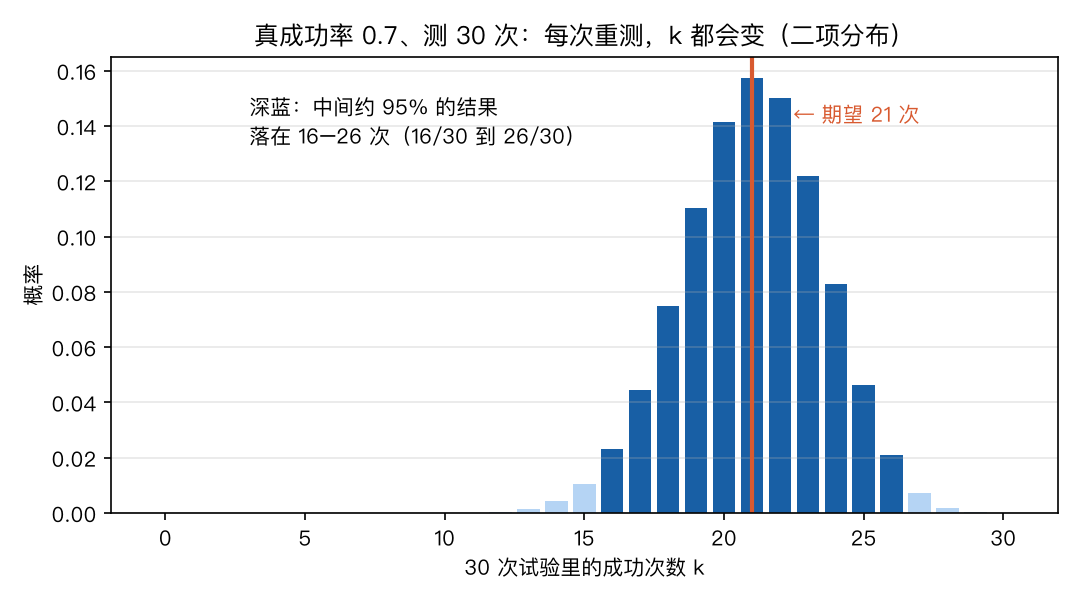 真成功率 0.7、测 30 次：每次重测，k 都会变（二项分布）
深蓝：中间约 95% 的结果
落在 16—26 次（16/30 到 26/30）
← 期望 21 次
概率
0.16
0.14
0.12
0.10
0.08
0.06
0.04
0.02
0.00
0 5 10 15 20 25 30
30 次试验里的成功次数 k